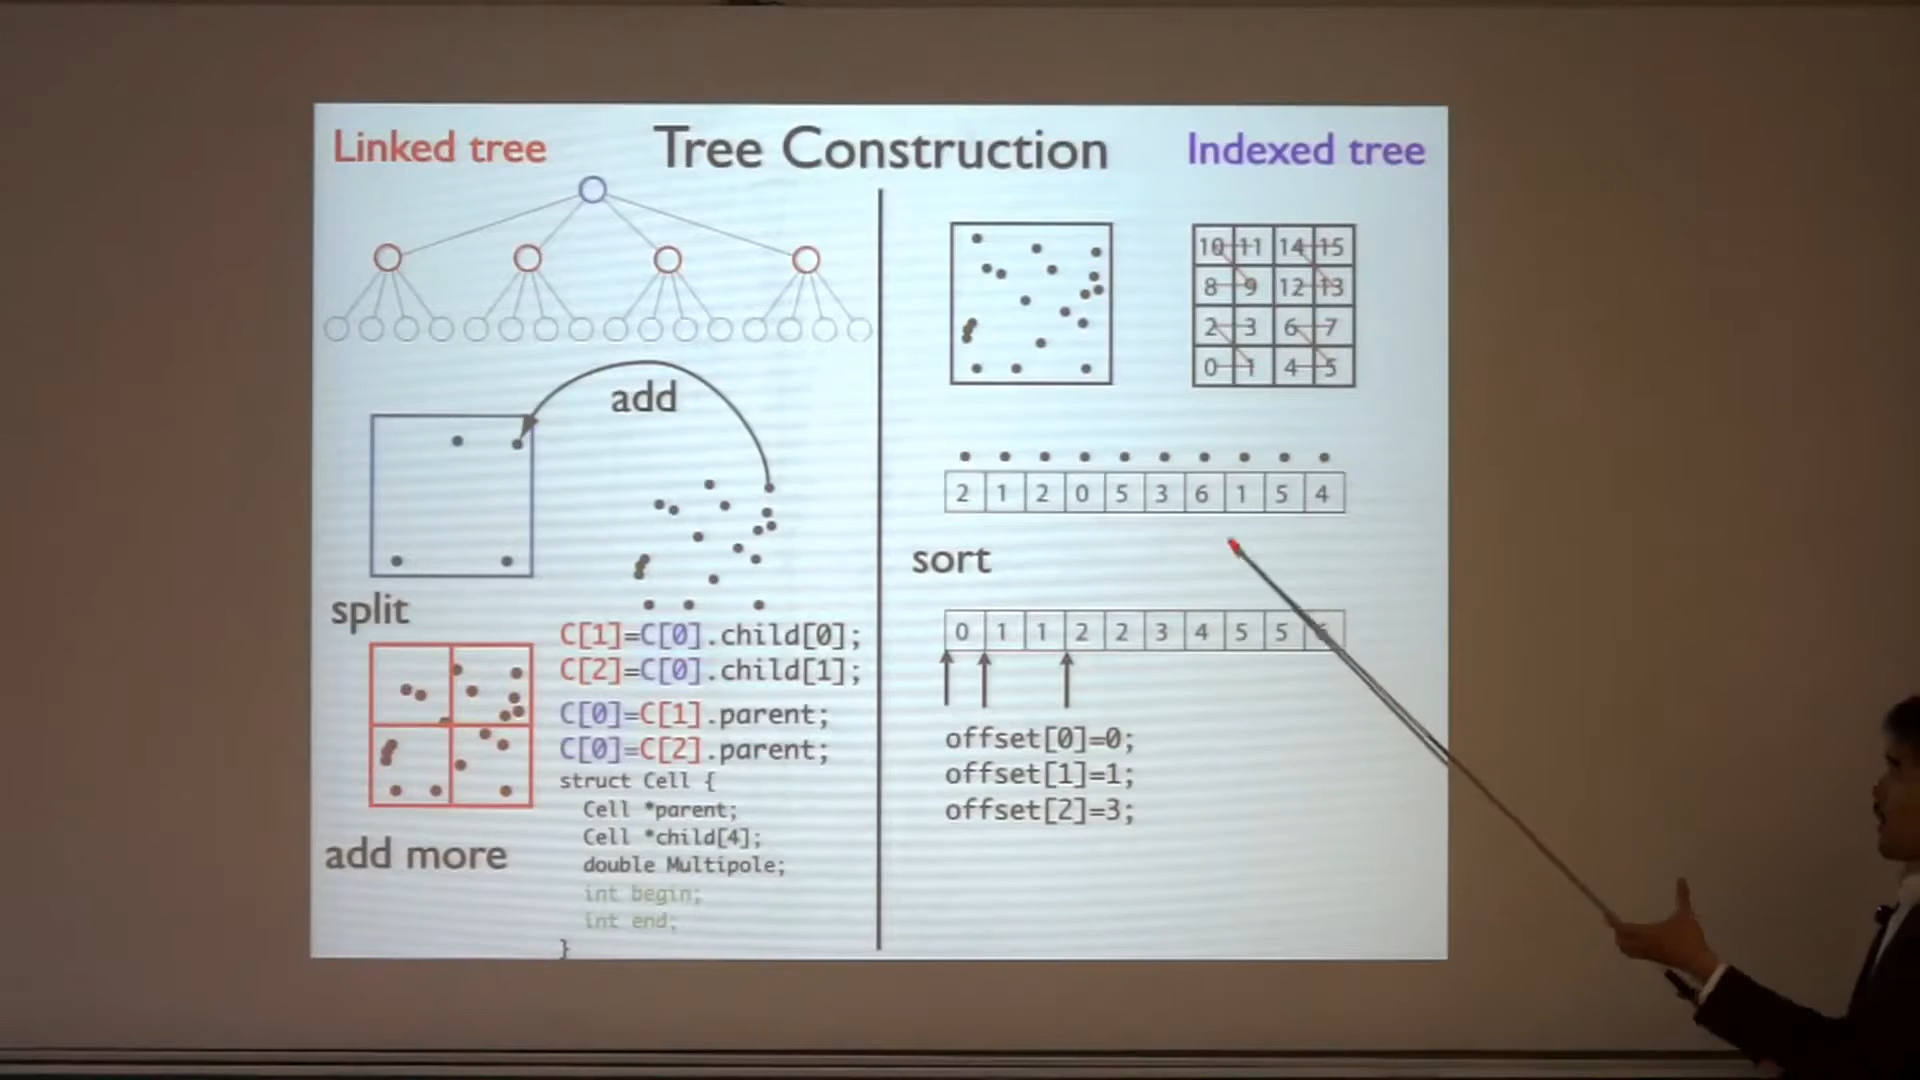 Linked tree
Tree Construction
Indexed tree
10 11 14 15
8 9 12 13
2 3 6 7
0 1 4 5
add
split
add more
C[1]=C[0].child[0];
C[2]=C[0].child[1];
C[0]=C[1].parent;
C[0]=C[2].parent;
struct Cell {
Cell *parent;
Cell *child[4];
double Multipole;
int begin;
int end;
}
2 1 2 0 5 3 6 1 5 4
sort
0 1 1 2 2 3 4 5 5 6
offset[0]=0;
offset[1]=1;
offset[2]=3;